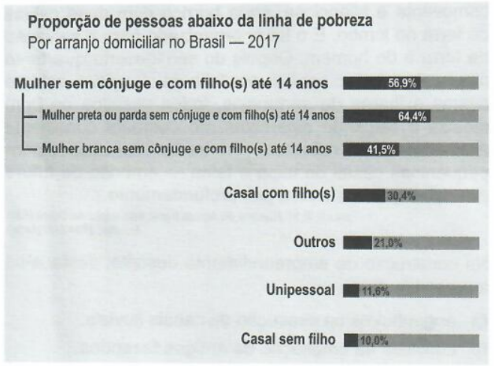 Proporção de pessoas abaixo da linha de pobreza
Por arranjo domiciliar no Brasil — 2017
Mulher sem cônjuge e com filho(s) até 14 anos 56,9%
Mulher preta ou parda sem cônjuge e com filho(s) até 14 anos 64,4%
Mulher branca sem cônjuge e com filho(s) até 14 anos 41,5%
Casal com filho(s) 30,4%
Outros 21,0%
Unipessoal 11,6%
Casal sem filho 10,0%